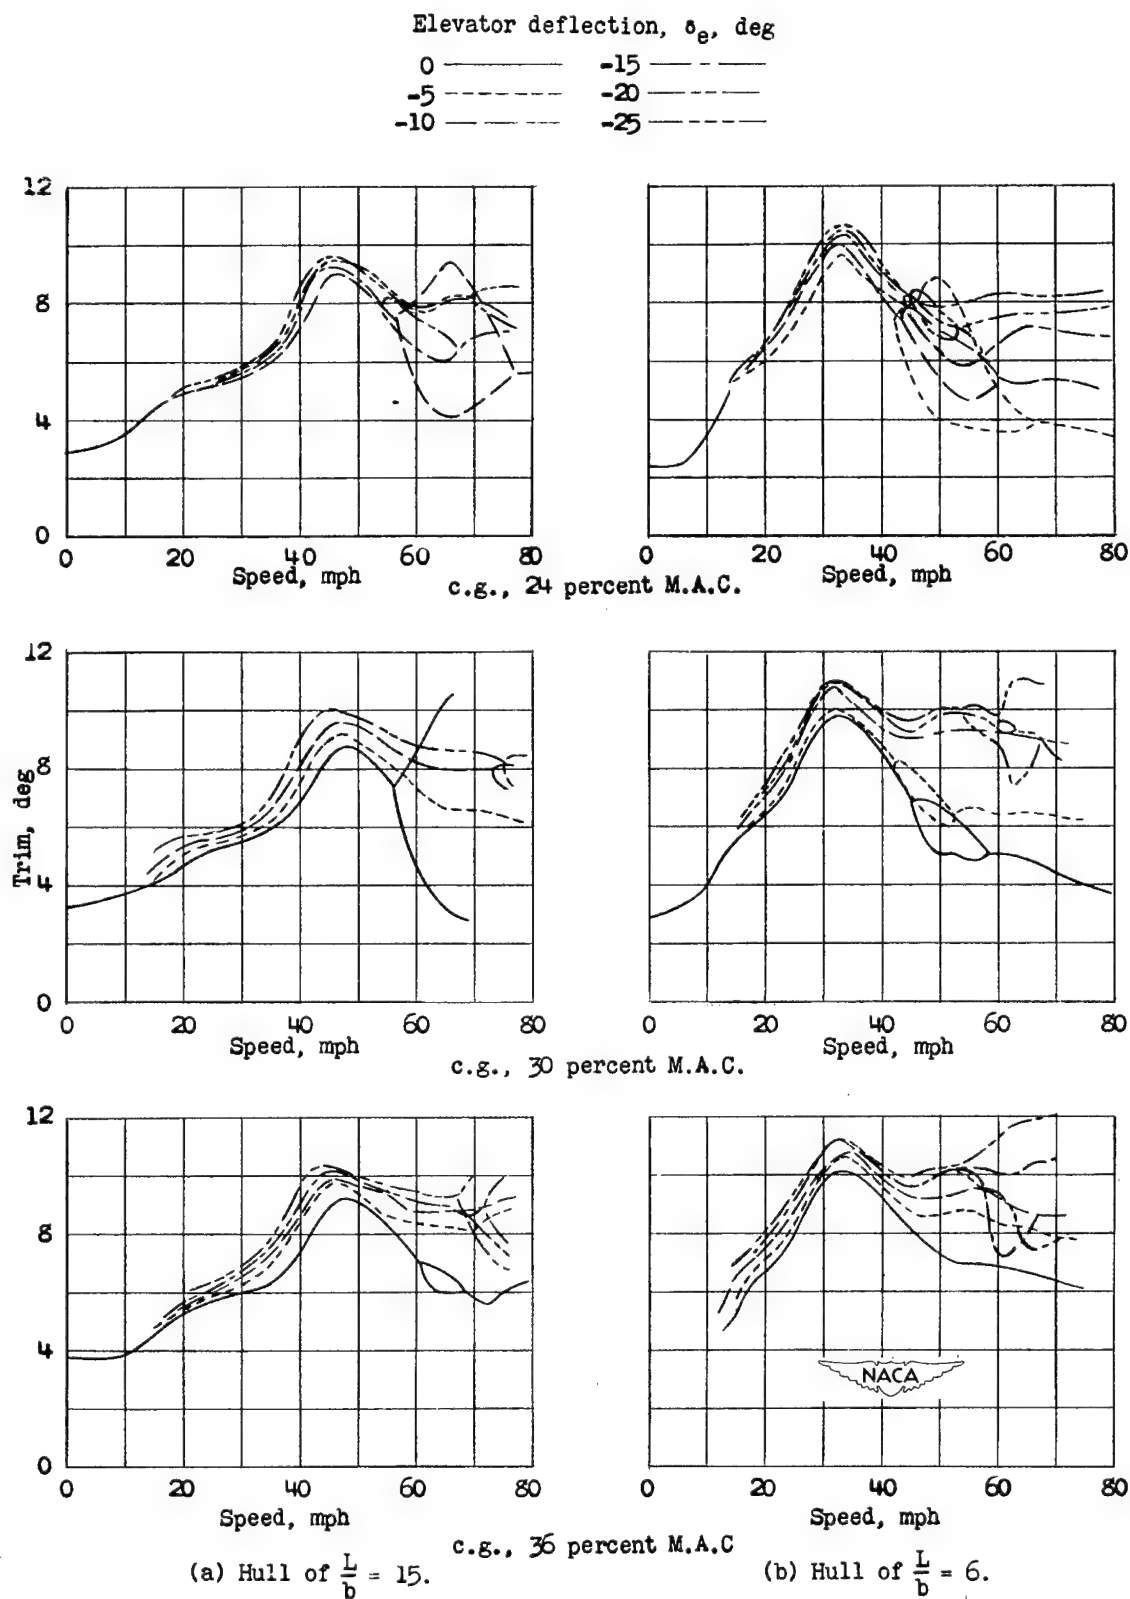 Elevator deflection, δe, deg
0 -15
-5 -20
-10 -25
12
8
4
0
0 20 40 60 80
0 20 40 60 80
Speed, mph Speed, mph
c.g., 24 percent M.A.C.
12
8
4
0
Trim, deg
0 20 40 60 80
0 20 40 60 80
Speed, mph Speed, mph
c.g., 30 percent M.A.C.
12
8
4
0
NACA
0 20 40 60 80
0 20 40 60 80
Speed, mph Speed, mph
c.g., 36 percent M.A.C
(a) Hull of L/b = 15. (b) Hull of L/b = 6.